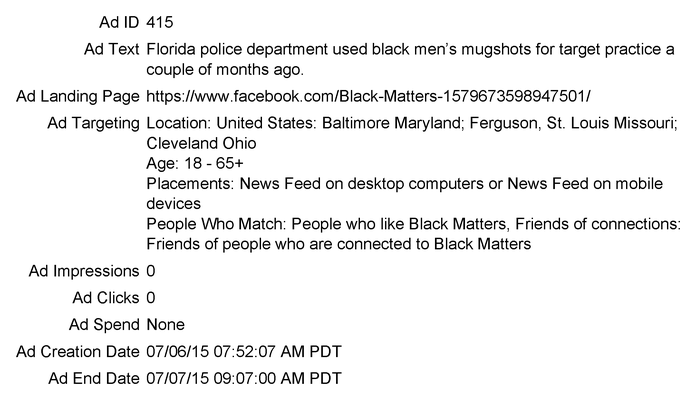 Ad ID 415
Ad Text Florida police department used black men’s mugshots for target practice a
couple of months ago.
Ad Landing Page https://www.facebook.com/Black-Matters-1579673598947501/
Ad Targeting Location: United States: Baltimore Maryland; Ferguson, St. Louis Missouri;
Cleveland Ohio
Age: 18 - 65+
Placements: News Feed on desktop computers or News Feed on mobile
devices
People Who Match: People who like Black Matters, Friends of connections:
Friends of people who are connected to Black Matters
Ad Impressions 0
Ad Clicks 0
Ad Spend None
Ad Creation Date 07/06/15 07:52:07 AM PDT
Ad End Date 07/07/15 09:07:00 AM PDT